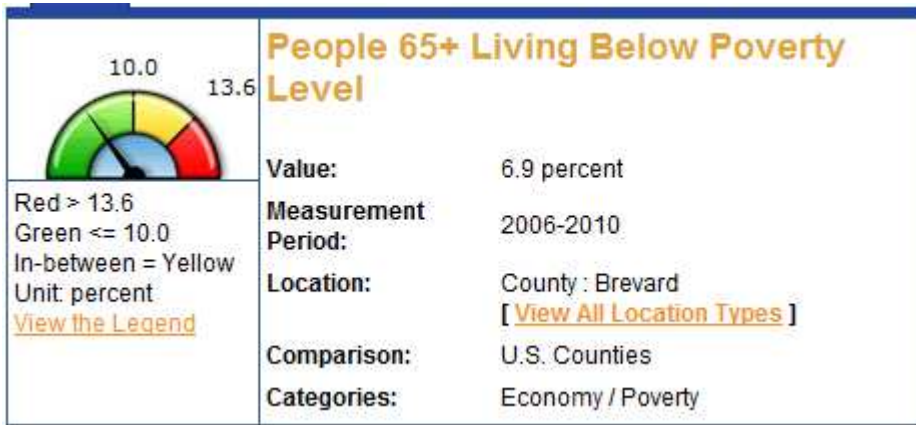 10.0
13.6
Red > 13.6
Green <= 10.0
In-between = Yellow
Unit: percent
View the Legend
People 65+ Living Below Poverty
Level
Value: 6.9 percent
Measurement
Period: 2006-2010
Location: County : Brevard
[ View All Location Types ]
Comparison: U.S. Counties
Categories: Economy / Poverty